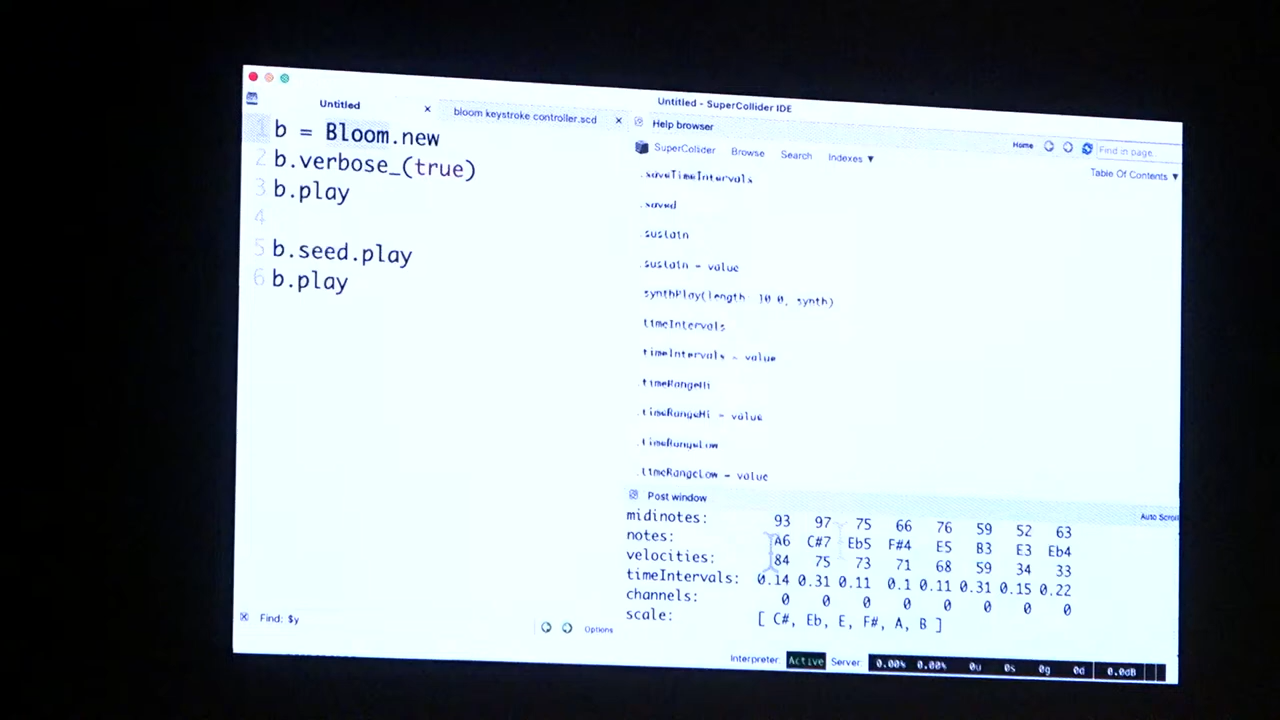 Untitled - SuperCollider IDE
Untitled
bloom keystroke controller.scd
1 b = Bloom.new
2 b.verbose_(true)
3 b.play
4
5 b.seed.play
6 b.play
Find: $y
Options
Help browser
SuperCollider Browse Search Indexes ▼
Home
Find in page..
Table Of Contents ▼
.saveTimeIntervals
.saved
.sustain
.sustain = value
.synthPlay(length: 10.0, synth)
.timeIntervals
.timeIntervals = value
.timeRangeHi
.timeRangeHi = value
.timeRangeLow
.timeRangeLow = value
Post window
Auto Scroll
midinotes: 93 97 75 66 76 59 52 63
notes: A6 C#7 Eb5 F#4 E5 B3 E3 Eb4
velocities: 84 75 73 71 68 59 34 33
timeIntervals: 0.14 0.31 0.11 0.1 0.11 0.31 0.15 0.22
channels: 0 0 0 0 0 0 0 0
scale: [ C#, Eb, E, F#, A, B ]
Interpreter: Active Server: 0.00% 0.00% 0u 0s 0g 0d 0.0dB